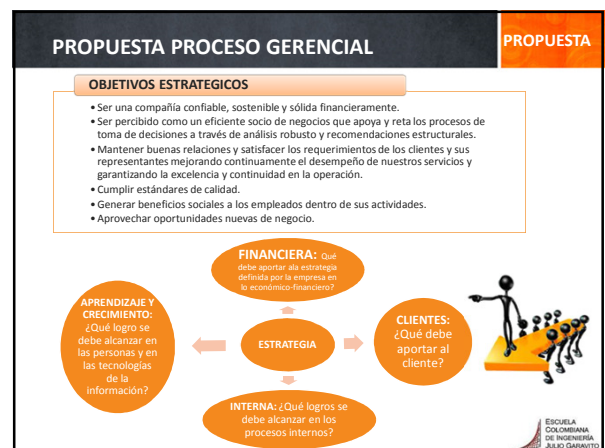 PROPUESTA PROCESO GERENCIAL
PROPUESTA
OBJETIVOS ESTRATEGICOS
• Ser una compañía confiable, sostenible y sólida financieramente.
• Ser percibido como un eficiente socio de negocios que apoya y reta los procesos de
toma de decisiones a través de análisis robusto y recomendaciones estructurales.
• Mantener buenas relaciones y satisfacer los requerimientos de los clientes y sus
representantes mejorando continuamente el desempeño de nuestros servicios y
garantizando la excelencia y continuidad en la operación.
• Cumplir estándares de calidad.
• Generar beneficios sociales a los empleados dentro de sus actividades.
• Aprovechar oportunidades nuevas de negocio.
FINANCIERA: Qué
debe aportar ala estrategia
definida por la empresa en
lo económico-financiero?
APRENDIZAJE Y
CRECIMIENTO:
¿Qué logro se
debe alcanzar en
las personas y en
las tecnologías
de la
información?
ESTRATEGIA
CLIENTES:
¿Qué debe
aportar al
cliente?
INTERNA: ¿Qué logros se
debe alcanzar en los
procesos internos?
ESCUELA
COLOMBIANA
DE INGENIERÍA
JULIO GARAVITO